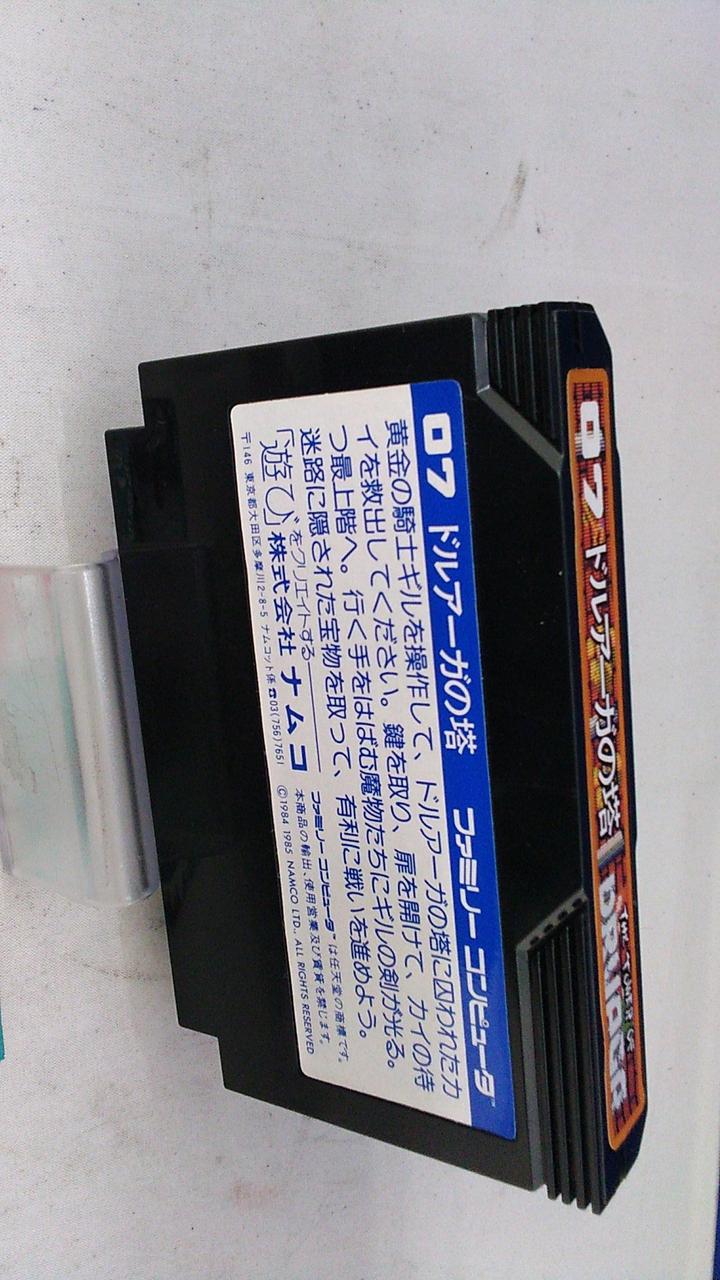 07 ドルアーガの塔 THE TOWER OF DRUAGA
07 ドルアーガの塔 ファミリー コンピュータ™
黄金の騎士ギルを操作して、ドルアーガの塔に囚われたカ
イを救出してください。鍵を取り、扉を開けて、カイの待
つ最上階へ。行く手をはばむ魔物たちにギルの剣が光る。
迷路に隠された宝物を取って、有利に戦いを進めよう。
「遊び」をクリエイトする
株式会社 ナムコ
〒146 東京都大田区多摩川2-8-5 ナムコット係 ☎03(756)7651
ファミリーコンピュータ™は任天堂の商標です。
本商品の輸出、使用営業及び賃貸を禁じます。
©1984 1985 NAMCO LTD., ALL RIGHTS RESERVED